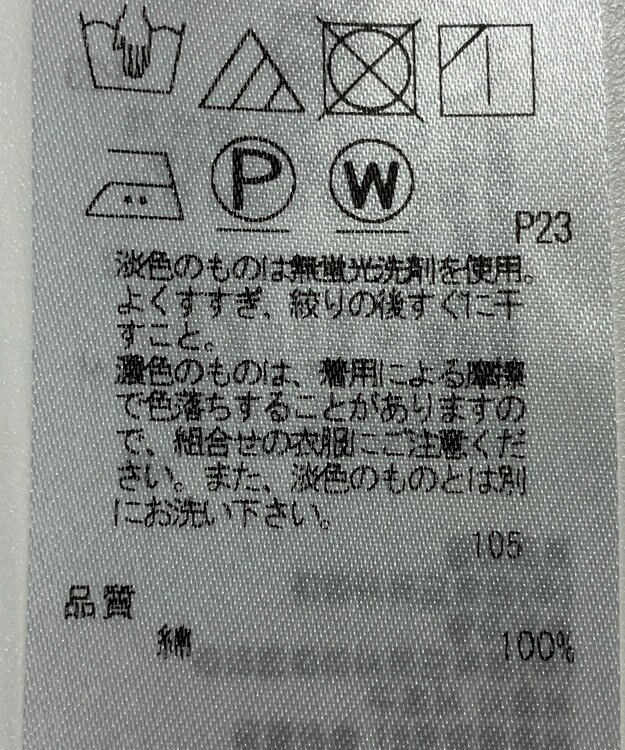 P W
P23
淡色のものは無蛍光洗剤を使用。
よくすすぎ、絞りの後すぐに干
すこと。
濃色のものは、着用による摩擦
で色落ちすることがありますの
で、組合せの衣服にご注意くだ
さい。また、淡色のものとは別
にお洗い下さい。
105
品質
綿 100%